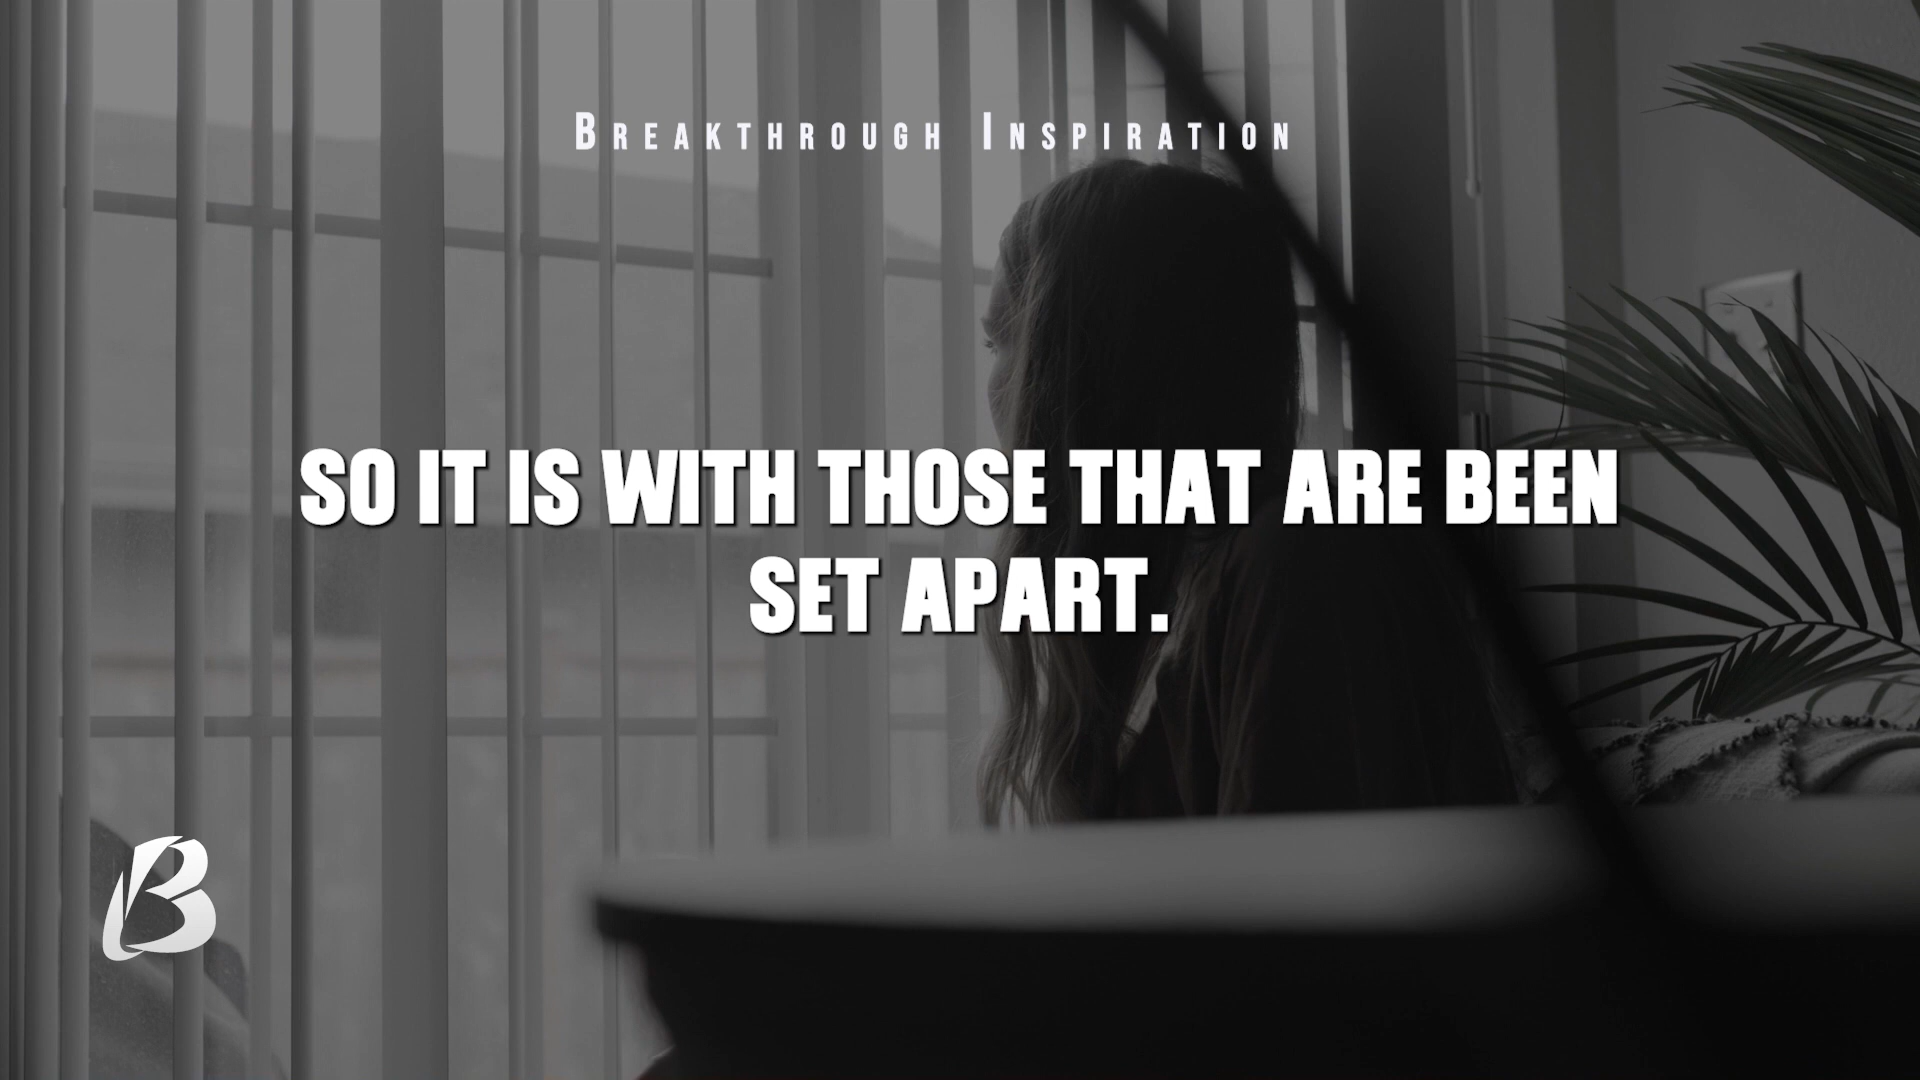 Breakthrough Inspiration
SO IT IS WITH THOSE THAT ARE BEEN
SET APART.
B